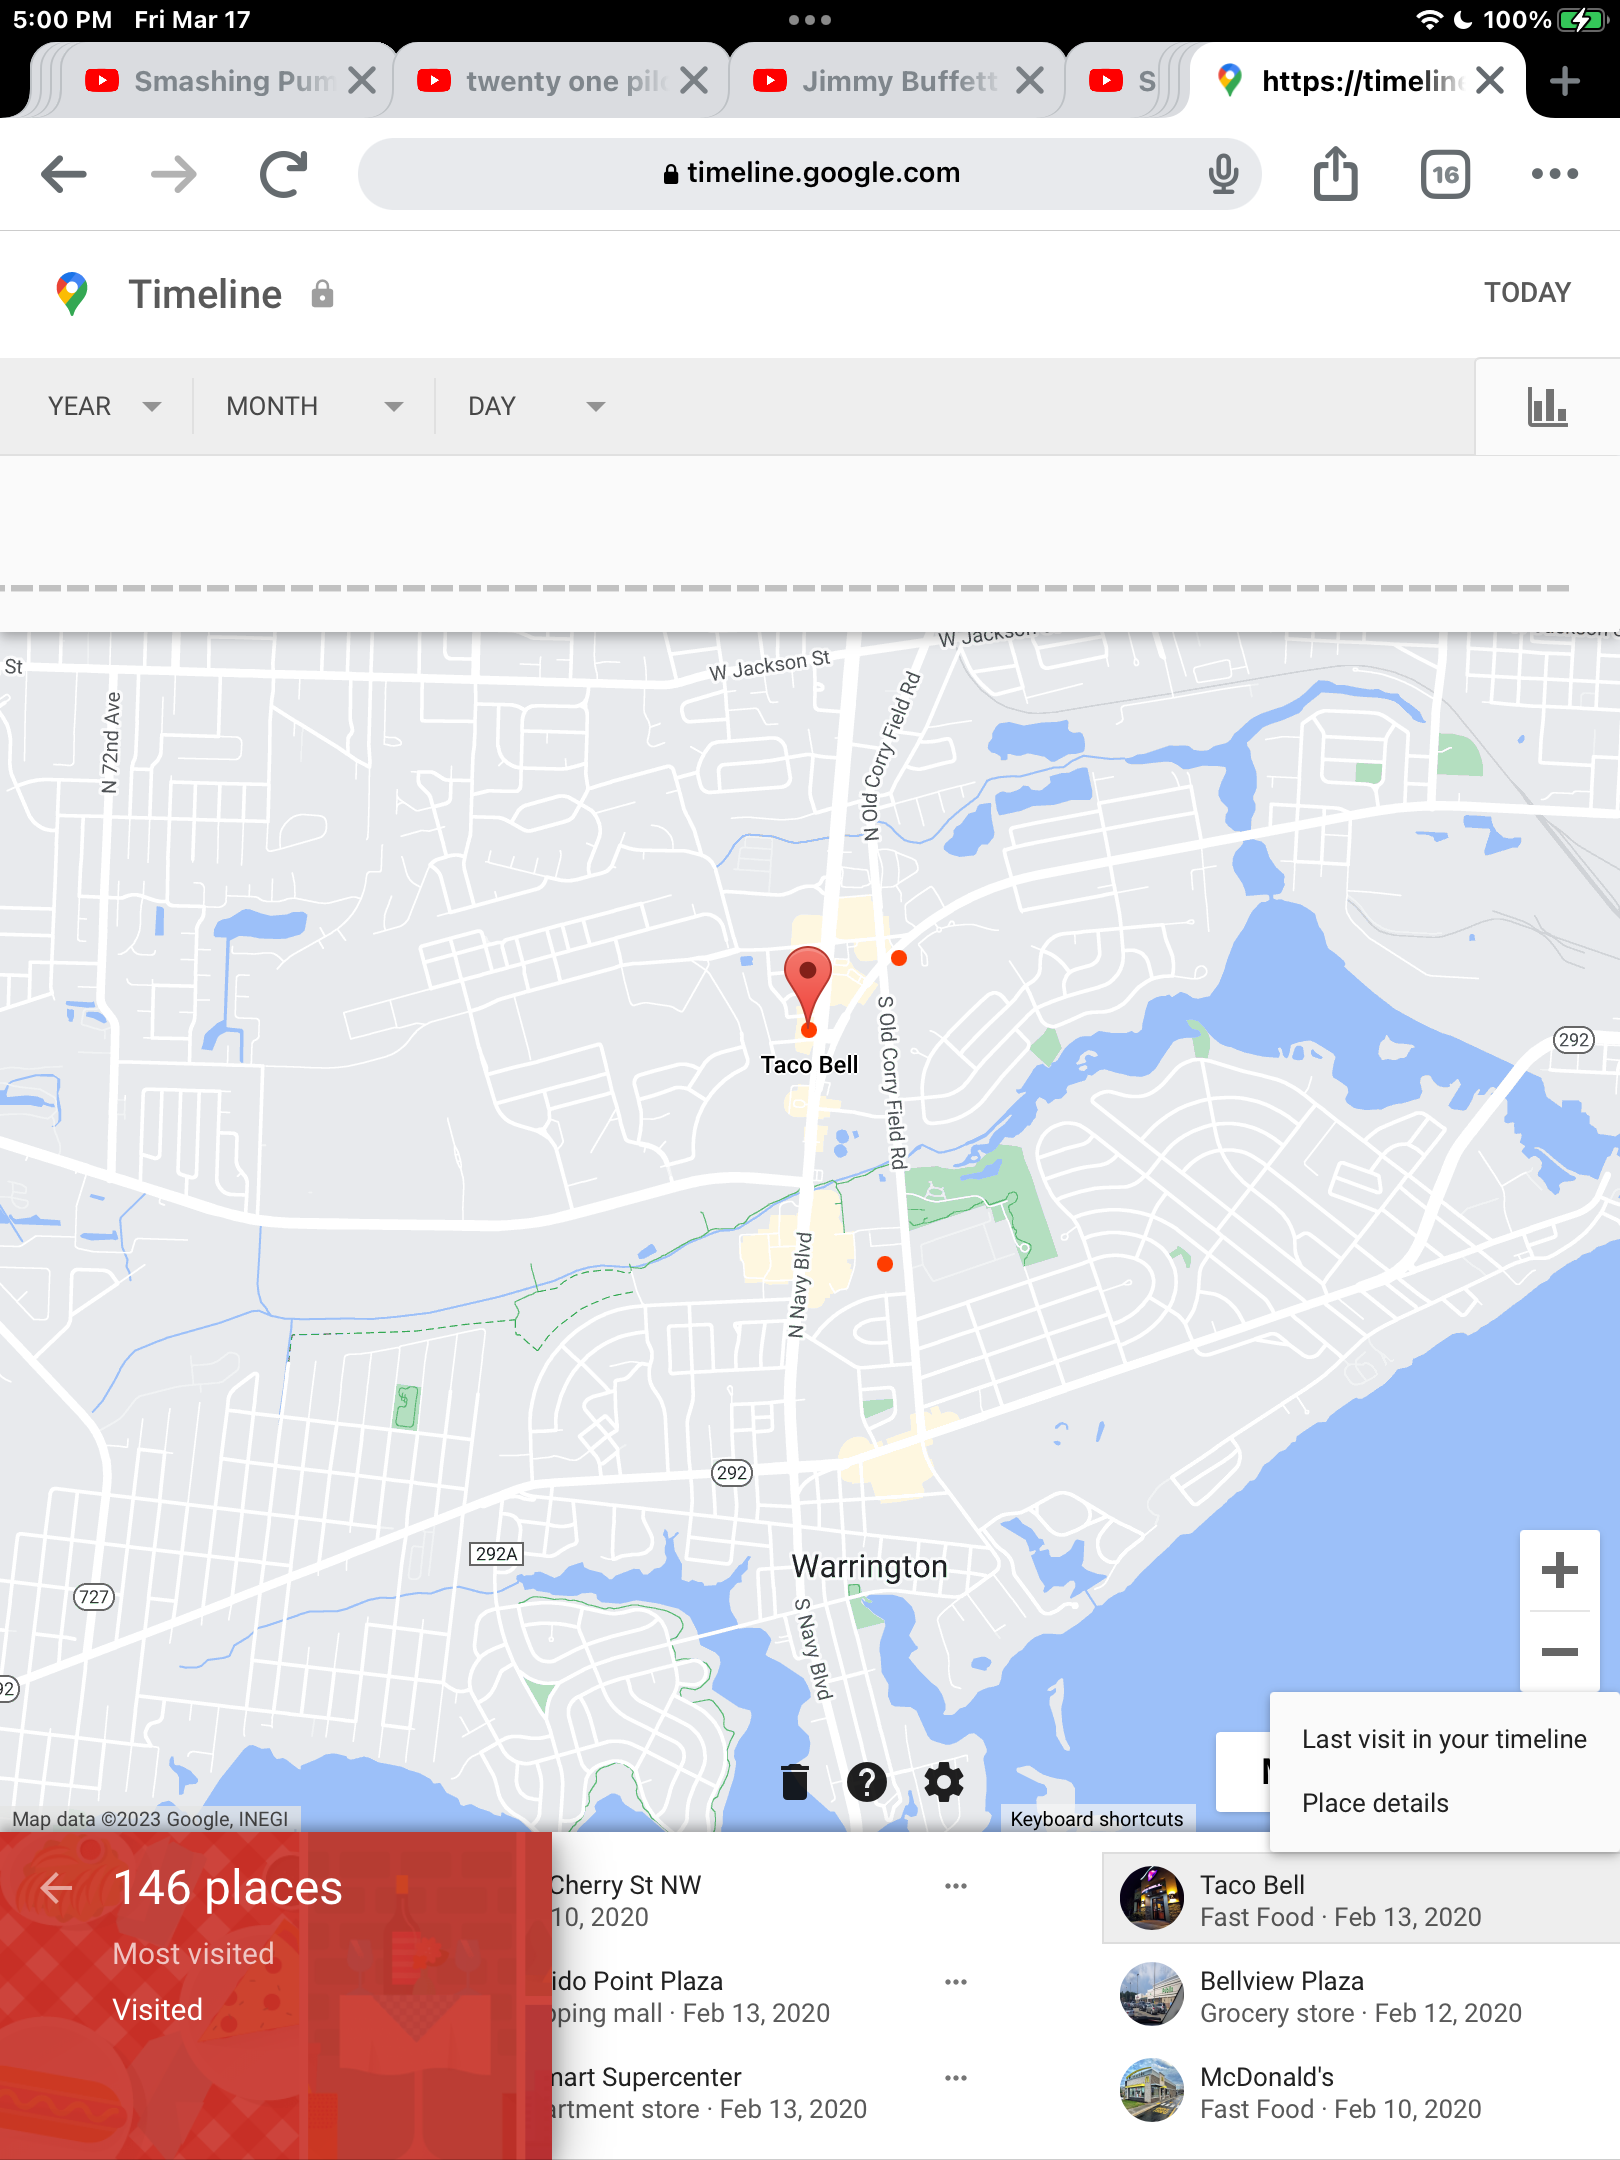 5:00 PM Fri Mar 17
100%
Smashing Pum
twenty one pil
Jimmy Buffett
S
https://timeline
timeline.google.com
16
Timeline
TODAY
YEAR
MONTH
DAY
W Jackson
St
W Jackson St
N 72nd Ave
Old Corry Field Rd
N Old
S Old Corry Field Rd
Taco Bell
292
N Navy Blvd
292
292A
Warrington
727
S Navy Blvd
92
Last visit in your timeline
Place details
Map data ©2023 Google, INEGI
Keyboard shortcuts
146 places
Most visited
Visited
Cherry St NW
10, 2020
ido Point Plaza
pping mall · Feb 13, 2020
mart Supercenter
artment store · Feb 13, 2020
Taco Bell
Fast Food · Feb 13, 2020
Bellview Plaza
Grocery store · Feb 12, 2020
McDonald's
Fast Food · Feb 10, 2020